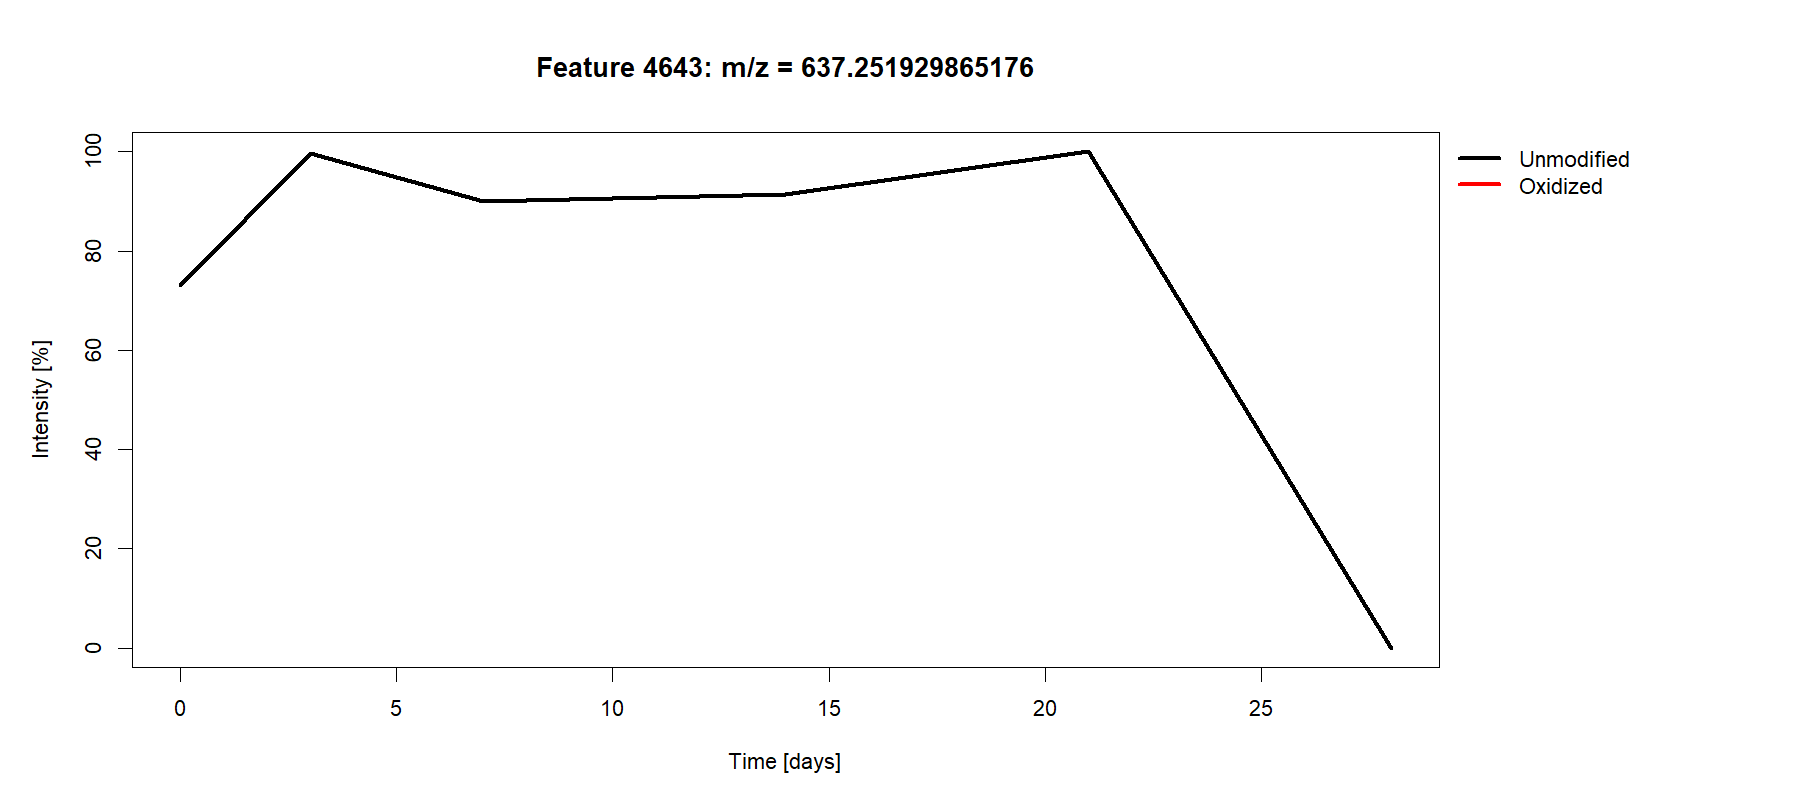 Feature 4643: m/z = 637.251929865176
Unmodified
Oxidized
Intensity [%]
100
80
60
40
20
0
0 5 10 15 20 25
Time [days]